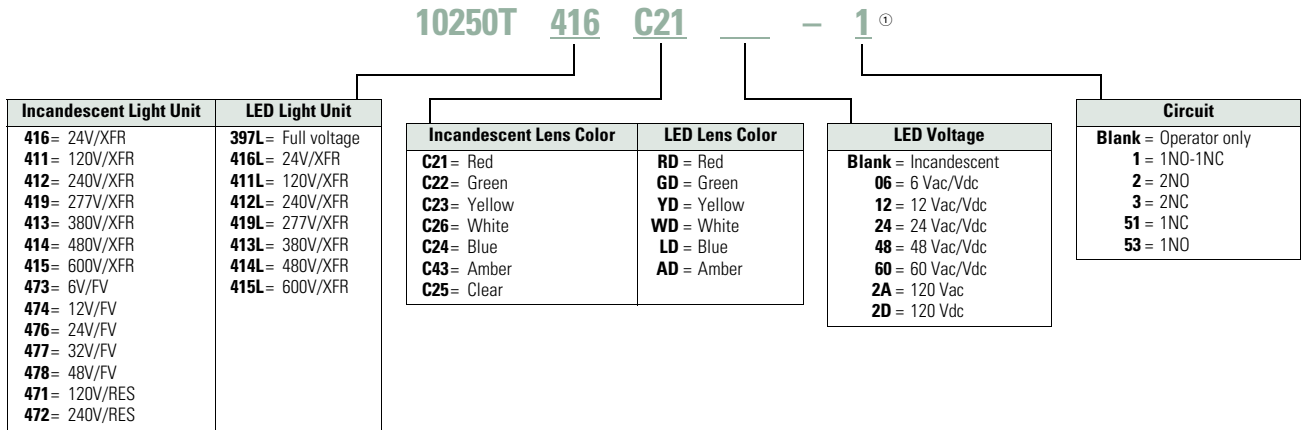 10250T 416 C21 ___ – 1 ①
Incandescent Light Unit
416 = 24V/XFR
411 = 120V/XFR
412 = 240V/XFR
419 = 277V/XFR
413 = 380V/XFR
414 = 480V/XFR
415 = 600V/XFR
473 = 6V/FV
474 = 12V/FV
476 = 24V/FV
477 = 32V/FV
478 = 48V/FV
471 = 120V/RES
472 = 240V/RES
LED Light Unit
397L = Full voltage
416L = 24V/XFR
411L = 120V/XFR
412L = 240V/XFR
419L = 277V/XFR
413L = 380V/XFR
414L = 480V/XFR
415L = 600V/XFR
Incandescent Lens Color
C21 = Red
C22 = Green
C23 = Yellow
C26 = White
C24 = Blue
C43 = Amber
C25 = Clear
LED Lens Color
RD = Red
GD = Green
YD = Yellow
WD = White
LD = Blue
AD = Amber
LED Voltage
Blank = Incandescent
06 = 6 Vac/Vdc
12 = 12 Vac/Vdc
24 = 24 Vac/Vdc
48 = 48 Vac/Vdc
60 = 60 Vac/Vdc
2A = 120 Vac
2D = 120 Vdc
Circuit
Blank = Operator only
1 = 1NO-1NC
2 = 2NO
3 = 2NC
51 = 1NC
53 = 1NO